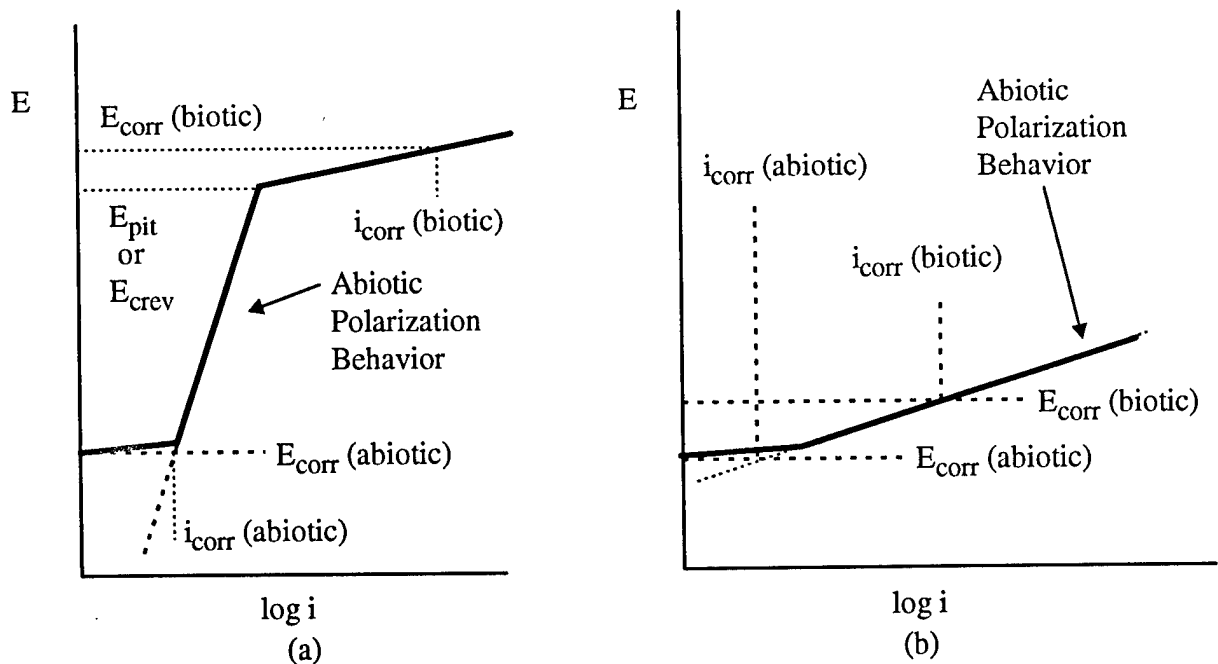 E
E_corr (biotic)
E_pit
or
E_crev
i_corr (biotic)
Abiotic
Polarization
Behavior
E_corr (abiotic)
i_corr (abiotic)
log i
(a)
E
Abiotic
Polarization
Behavior
i_corr (abiotic)
i_corr (biotic)
E_corr (biotic)
E_corr (abiotic)
log i
(b)